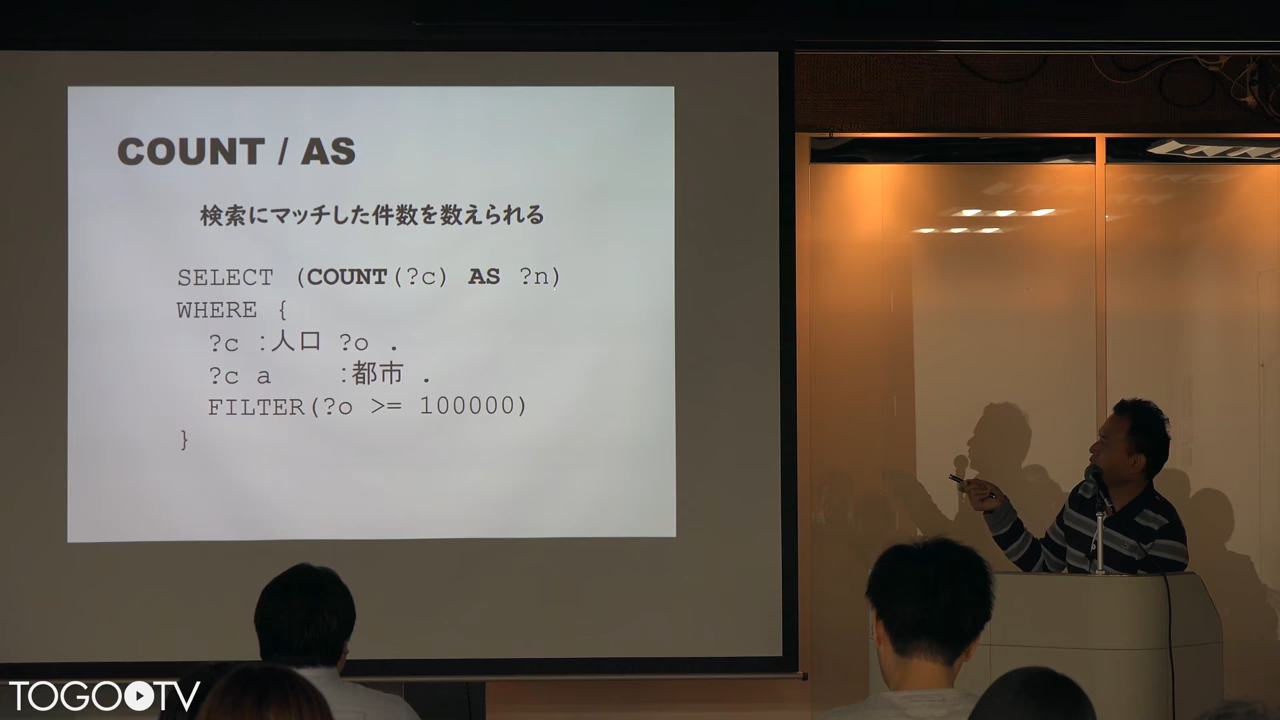 COUNT / AS
検索にマッチした件数を数えられる
SELECT (COUNT(?c) AS ?n)
WHERE {
?c :人口 ?o .
?c a :都市 .
FILTER(?o >= 100000)
}
TOGOTV